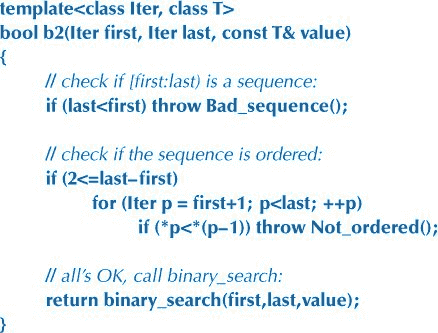 template<class Iter, class T>
bool b2(Iter first, Iter last, const T& value)
{
// check if [first:last) is a sequence:
if (last<first) throw Bad_sequence();
// check if the sequence is ordered:
if (2<=last–first)
for (Iter p = first+1; p<last; ++p)
if (*p<*(p–1)) throw Not_ordered();
// all’s OK, call binary_search:
return binary_search(first,last,value);
}